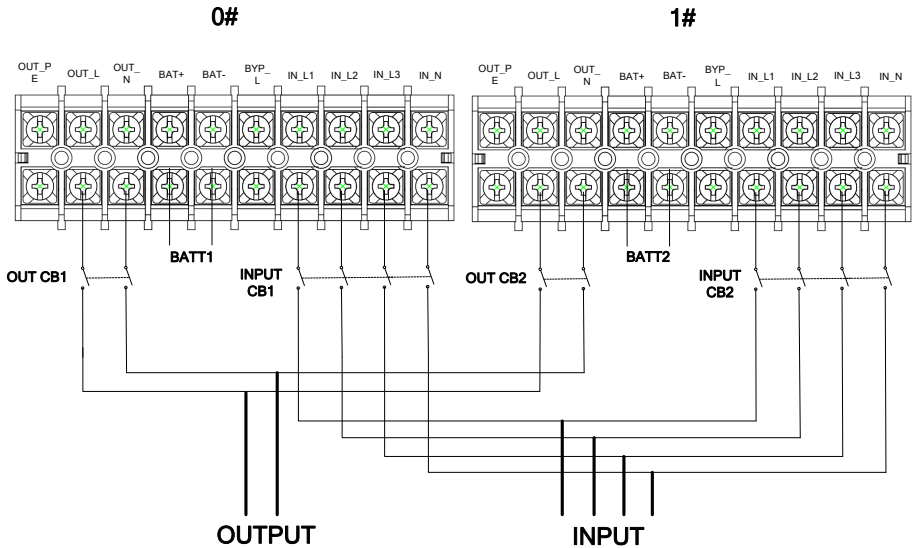 0# 1#
OUT_P
E OUT_L OUT_
N BAT+ BAT- BYP_
L IN_L1 IN_L2 IN_L3 IN_N
OUT_P
E OUT_L OUT_
N BAT+ BAT- BYP_
L IN_L1 IN_L2 IN_L3 IN_N
BATT1
OUT CB1
INPUT
CB1
BATT2
OUT CB2
INPUT
CB2
OUTPUT
INPUT